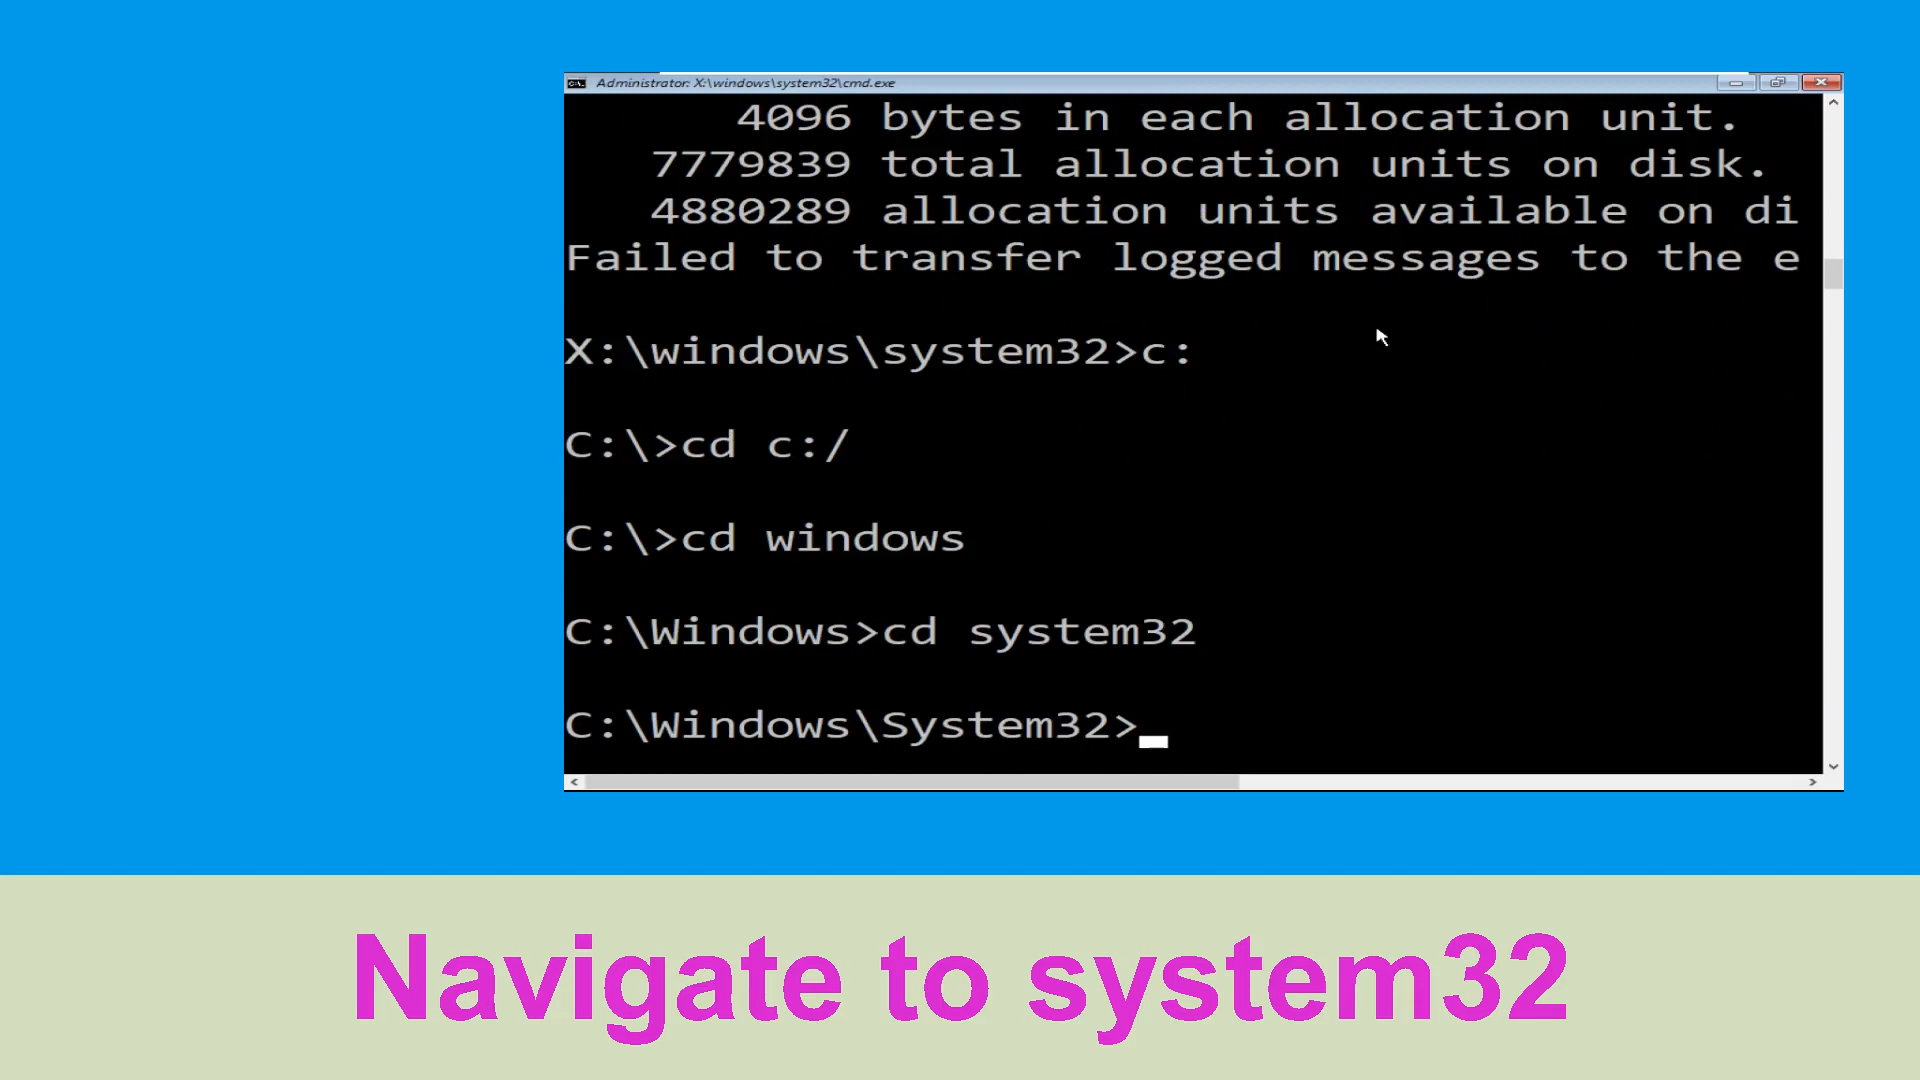 Administrator: X:\windows\system32\cmd.exe
4096 bytes in each allocation unit.
7779839 total allocation units on disk.
4880289 allocation units available on di
Failed to transfer logged messages to the e
X:\windows\system32>c:
C:\>cd c:/
C:\>cd windows
C:\Windows>cd system32
C:\Windows\System32>
Navigate to system32